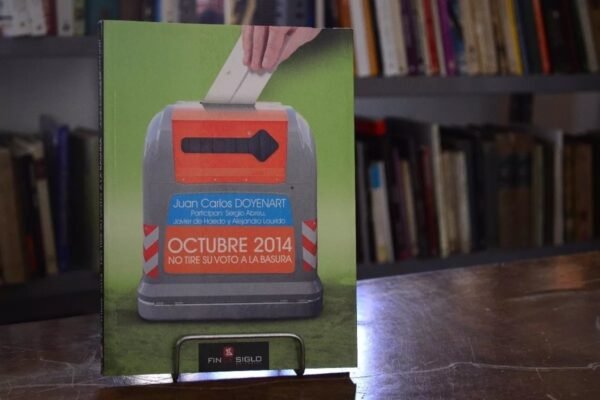 Juan Carlos DOYENART
Participan: Sergio Abreu,
Javier de Haedo y Alejandro Lourido
OCTUBRE 2014
NO TIRE SU VOTO A LA BASURA
FIN SIGLO